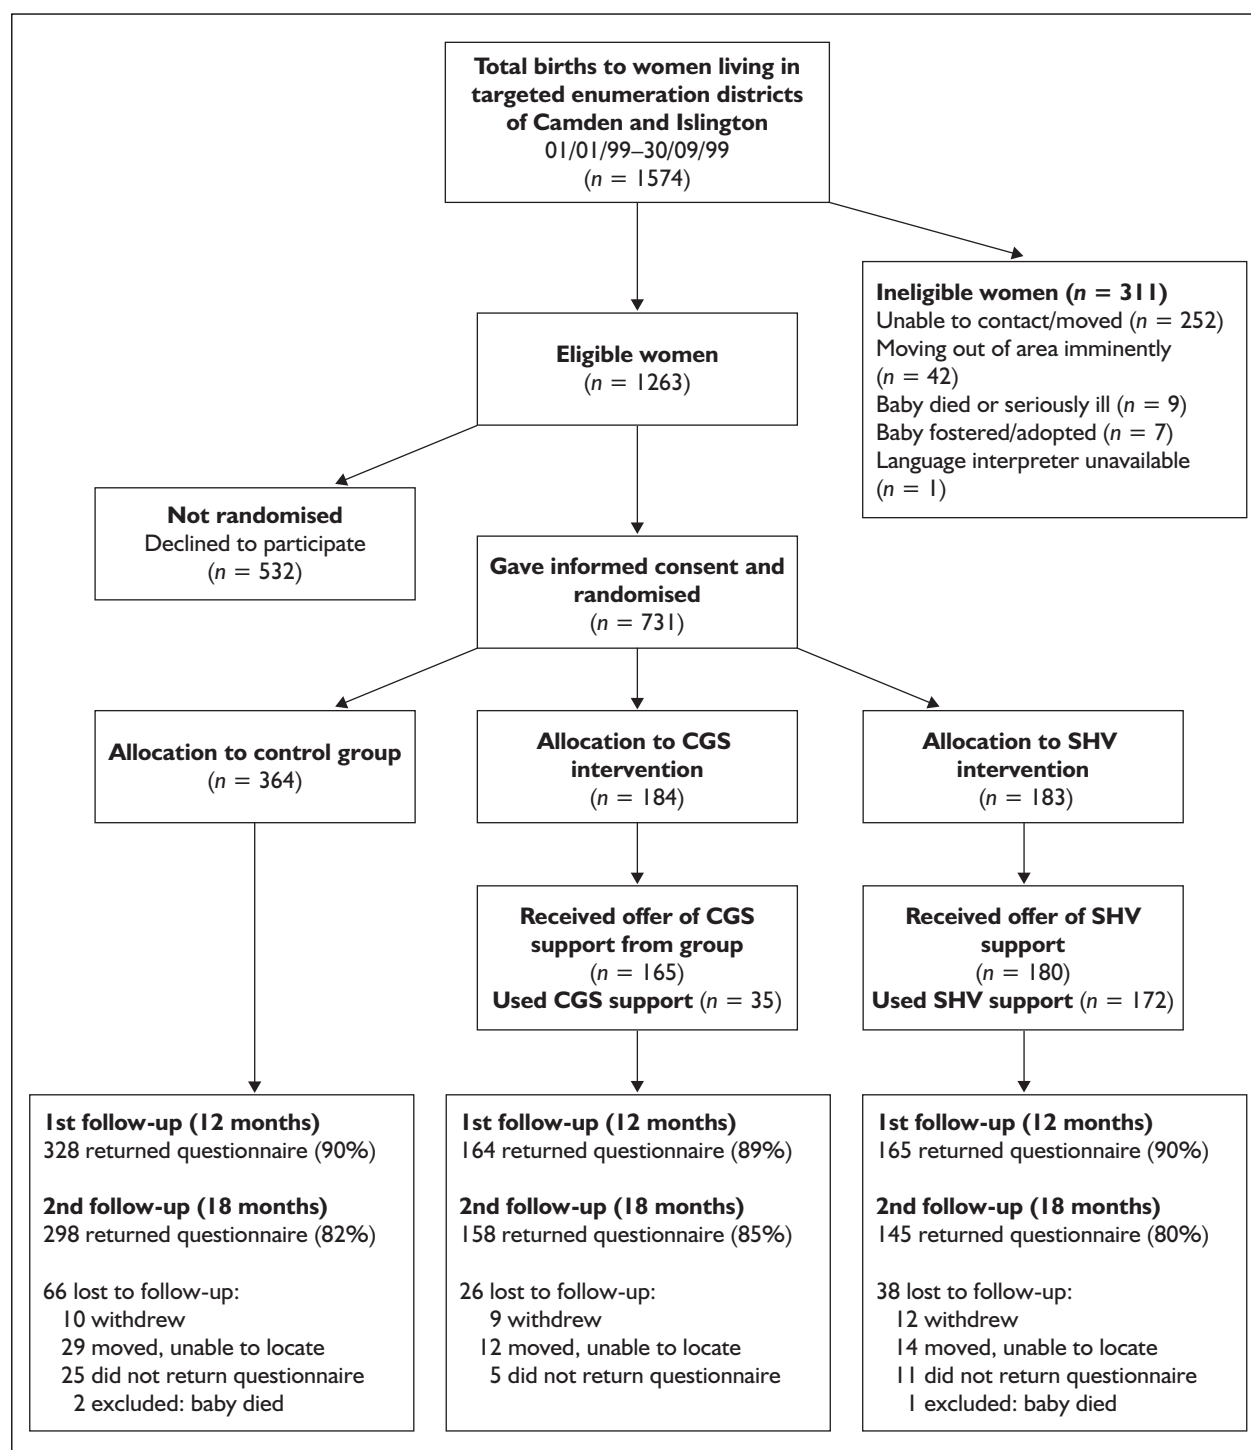 Total births to women living in
targeted enumeration districts
of Camden and Islington
01/01/99–30/09/99
(n = 1574)
Ineligible women (n = 311)
Unable to contact/moved (n = 252)
Moving out of area imminently
(n = 42)
Baby died or seriously ill (n = 9)
Baby fostered/adopted (n = 7)
Language interpreter unavailable
(n = 1)
Eligible women
(n = 1263)
Not randomised
Declined to participate
(n = 532)
Gave informed consent and
randomised
(n = 731)
Allocation to control group
(n = 364)
Allocation to CGS
intervention
(n = 184)
Allocation to SHV
intervention
(n = 183)
Received offer of CGS
support from group
(n = 165)
Used CGS support (n = 35)
Received offer of SHV
support
(n = 180)
Used SHV support (n = 172)
1st follow-up (12 months)
328 returned questionnaire (90%)
2nd follow-up (18 months)
298 returned questionnaire (82%)
66 lost to follow-up:
10 withdrew
29 moved, unable to locate
25 did not return questionnaire
2 excluded: baby died
1st follow-up (12 months)
164 returned questionnaire (89%)
2nd follow-up (18 months)
158 returned questionnaire (85%)
26 lost to follow-up:
9 withdrew
12 moved, unable to locate
5 did not return questionnaire
1st follow-up (12 months)
165 returned questionnaire (90%)
2nd follow-up (18 months)
145 returned questionnaire (80%)
38 lost to follow-up:
12 withdrew
14 moved, unable to locate
11 did not return questionnaire
1 excluded: baby died